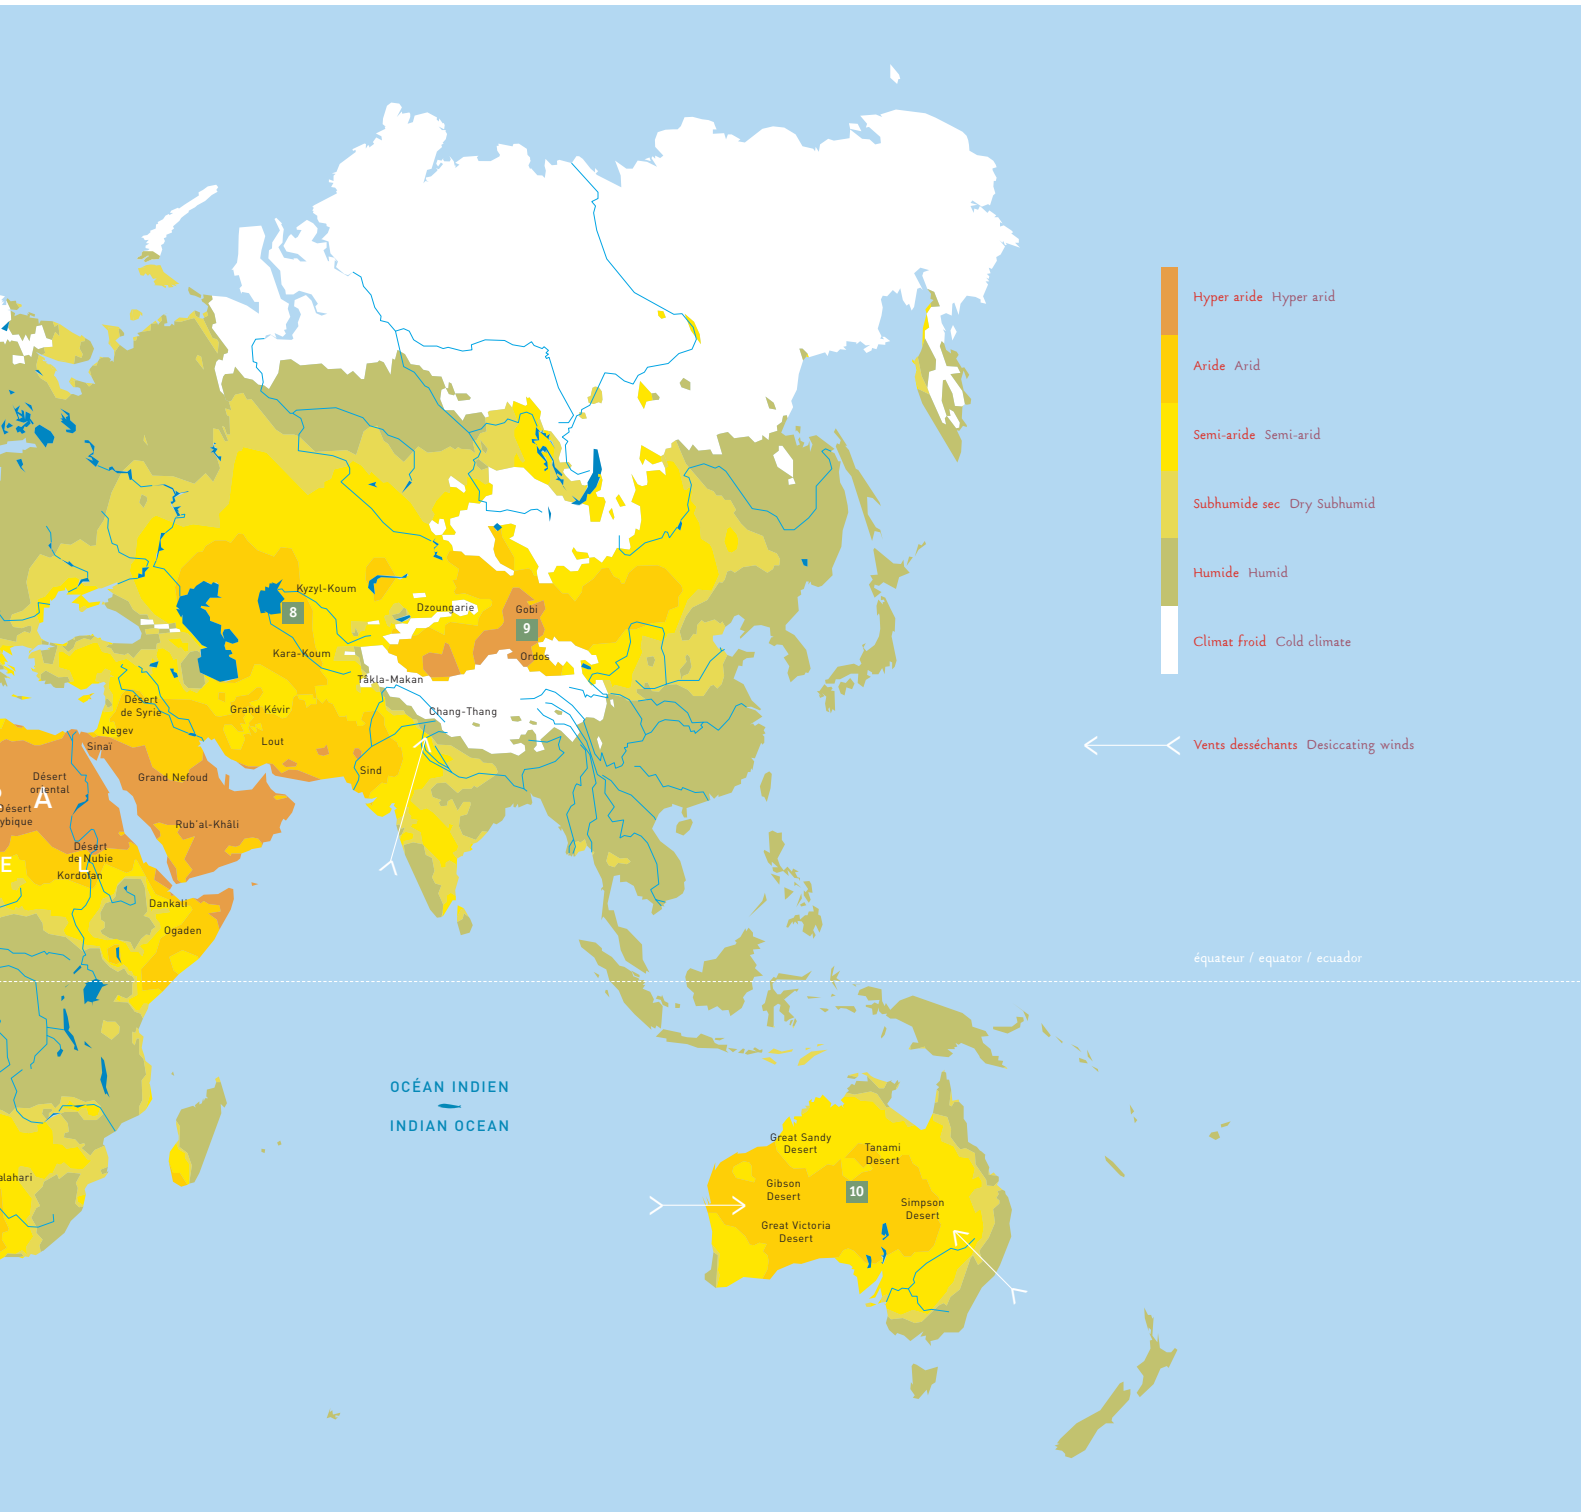 Hyper aride Hyper arid
Aride Arid
Semi-aride Semi-arid
Subhumide sec Dry Subhumid
Humide Humid
Climat froid Cold climate
Vents desséchants Desiccating winds
équateur / equator / ecuador
Kyzyl-Koum
8
Dzoungarie
Gobi
9
Kara-Koum
Ordos
Tâkla-Makan
Désert
de Syrie
Grand Kévir
Chang-Thang
Negev
Sinaï
Lout
Sind
Désert
oriental
Grand Nefoud
A
Désert
ybique
Rub'al-Khâli
Désert
de Nubie
E L
Kordofan
Dankali
Ogaden
OCÉAN INDIEN
INDIAN OCEAN
alahari
Great Sandy
Desert
Tanami
Desert
Gibson
Desert
10
Simpson
Desert
Great Victoria
Desert